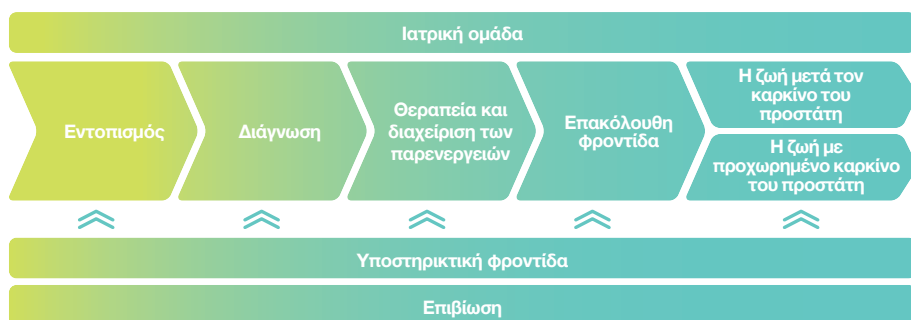 Ιατρική ομάδα
Εντοπισμός
Διάγνωση
Θεραπεία και
διαχείριση των
παρενεργειών
Επακόλουθη
φροντίδα
Η ζωή μετά τον
καρκίνο του
προστάτη
Η ζωή με
προχωρημένο καρκίνο
του προστάτη
Υποστηρικτική φροντίδα
Επιβίωση